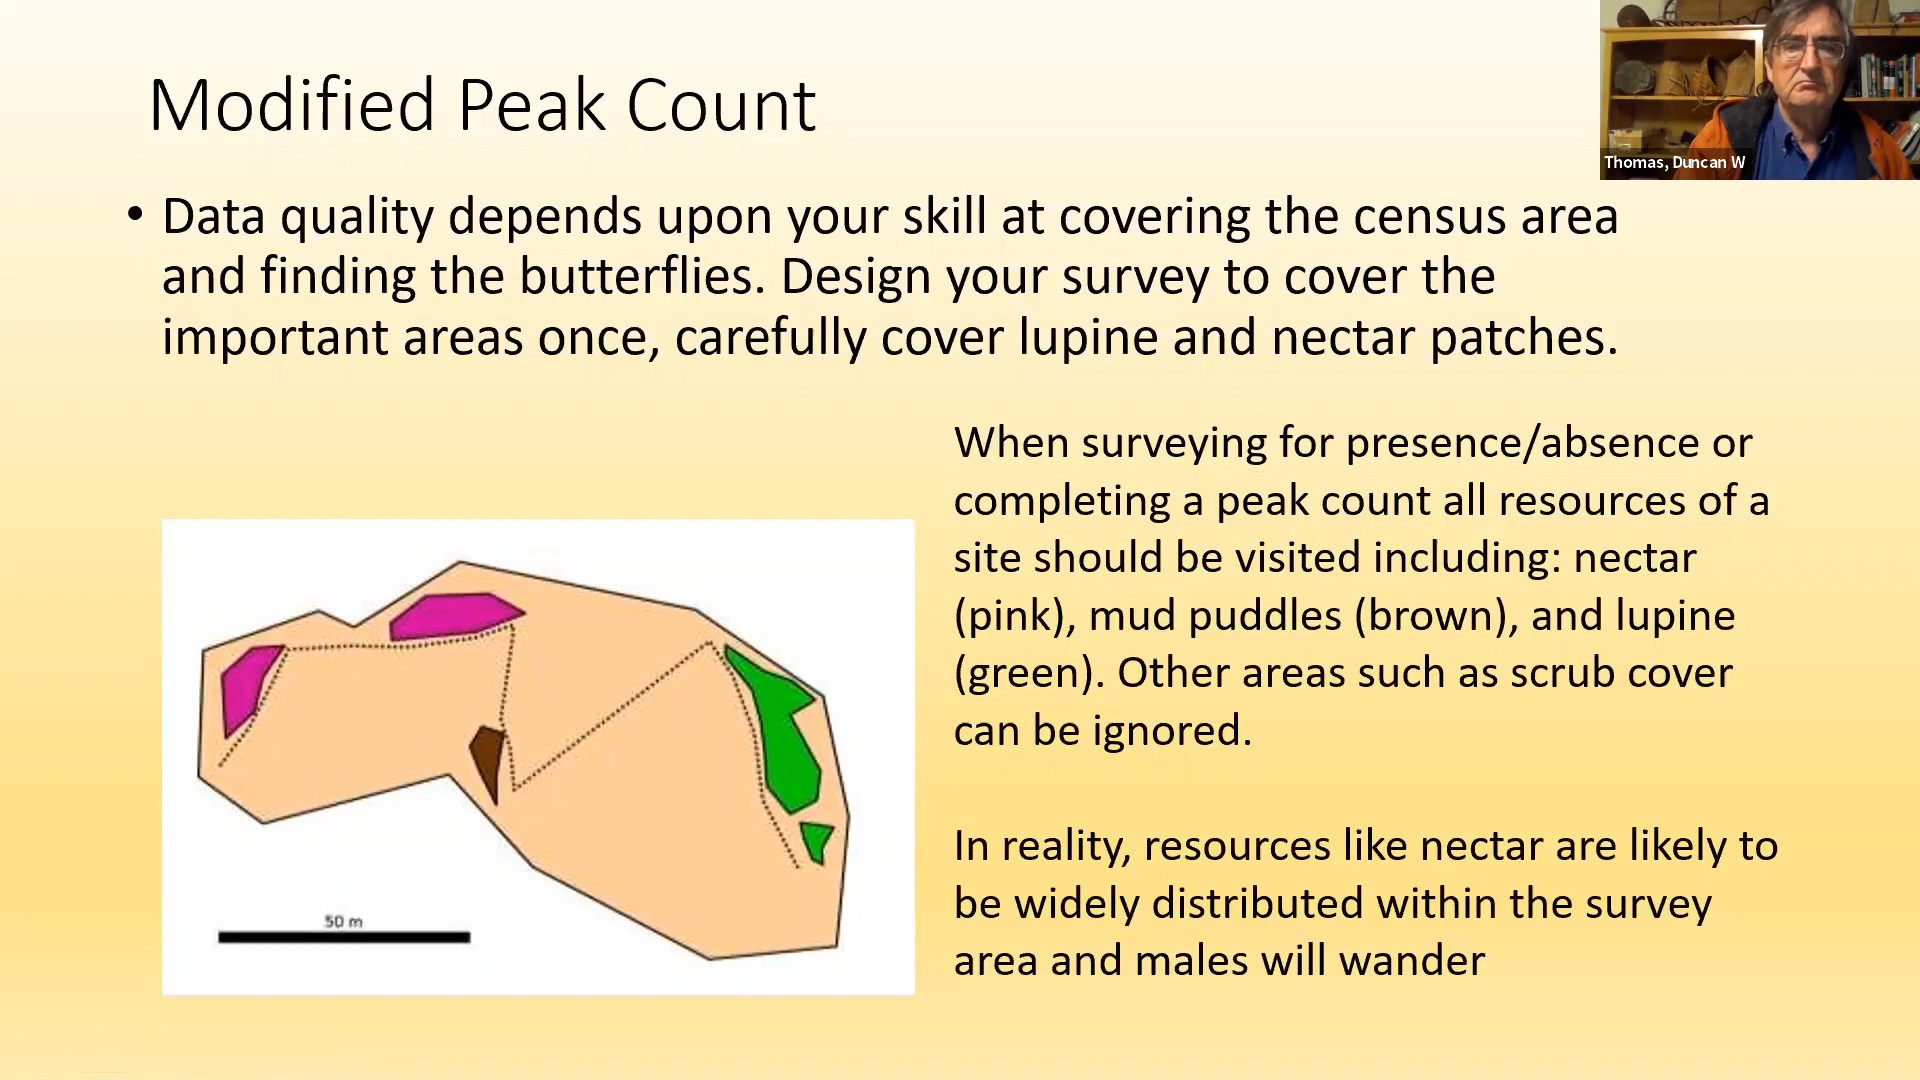 Modified Peak Count
Thomas, Duncan W
• Data quality depends upon your skill at covering the census area
and finding the butterflies. Design your survey to cover the
important areas once, carefully cover lupine and nectar patches.
When surveying for presence/absence or
completing a peak count all resources of a
site should be visited including: nectar
(pink), mud puddles (brown), and lupine
(green). Other areas such as scrub cover
can be ignored.
In reality, resources like nectar are likely to
be widely distributed within the survey
area and males will wander
50 m